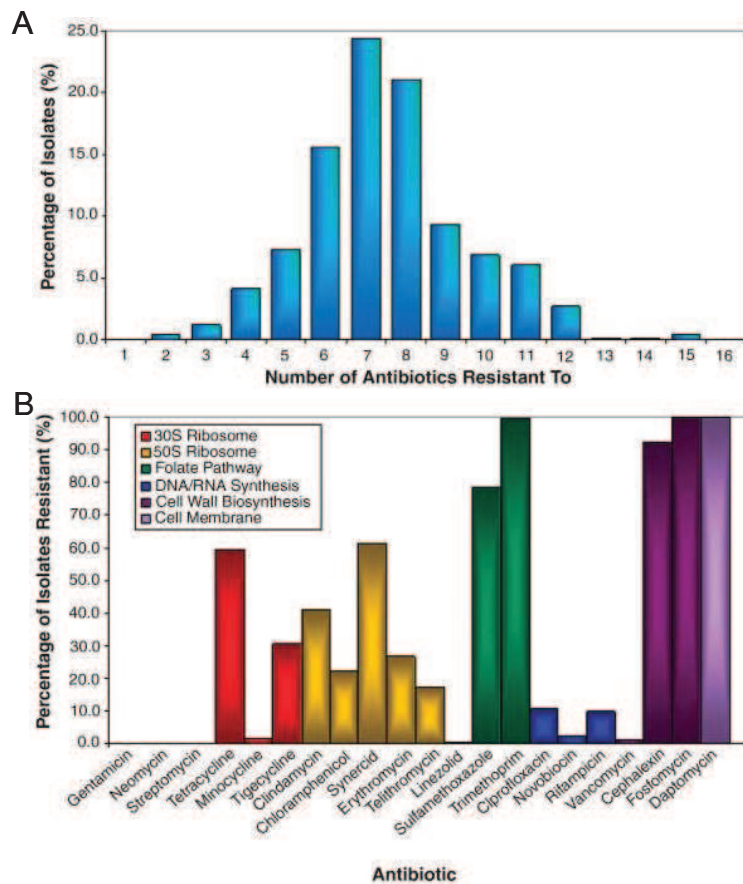 A
25.0
20.0
15.0
10.0
5.0
0.0
Percentage of Isolates (%)
1 2 3 4 5 6 7 8 9 10 11 12 13 14 15 16
Number of Antibiotics Resistant To
B
100.0
90.0
80.0
70.0
60.0
50.0
40.0
30.0
20.0
10.0
0.0
Percentage of Isolates Resistant (%)
30S Ribosome
50S Ribosome
Folate Pathway
DNA/RNA Synthesis
Cell Wall Biosynthesis
Cell Membrane
Gentamicin
Neomycin
Streptomycin
Tetracycline
Minocycline
Tigecycline
Clindamycin
Chloramphenicol
Synercid
Erythromycin
Telithromycin
Linezolid
Sulfamethoxazole
Trimethoprim
Ciprofloxacin
Novobiocin
Rifampicin
Vancomycin
Cephalexin
Fosfomycin
Daptomycin
Antibiotic